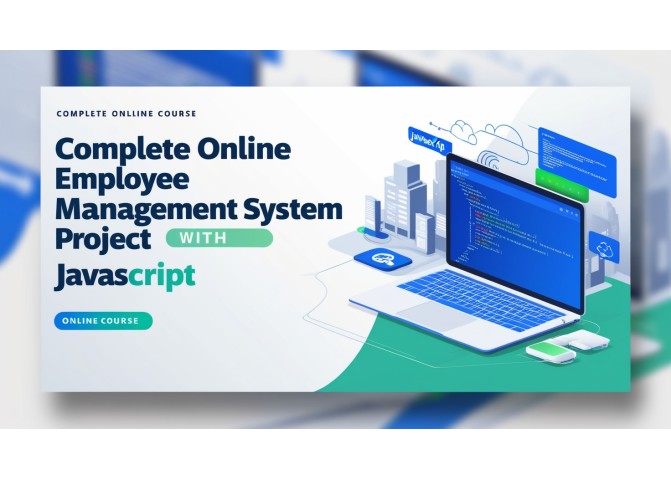 COMPLETE ONLLINE COURSE
Complete Online
Employee
Management System
Project WITH
Javascript
ONLINE COURSE